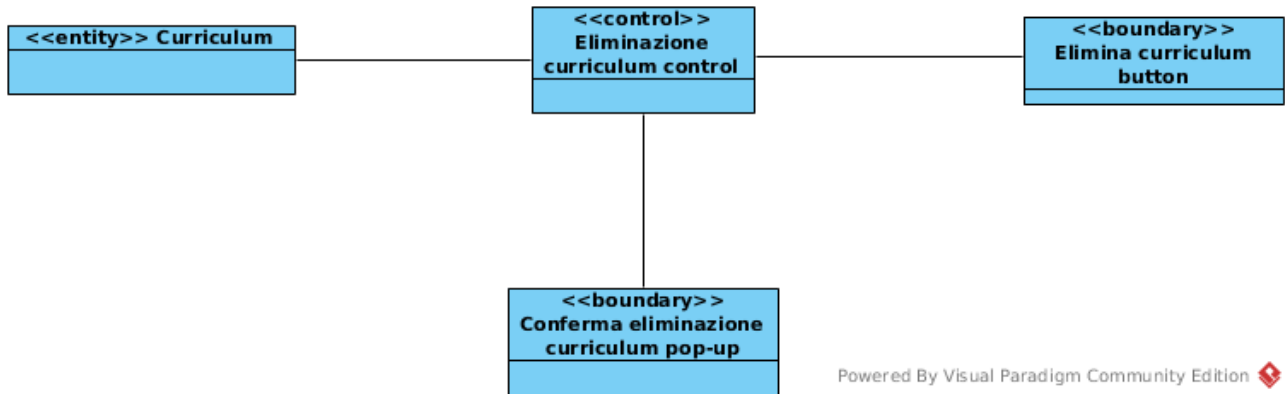 <<entity>> Curriculum
<<control>>
Eliminazione
curriculum control
<<boundary>>
Elimina curriculum
button
<<boundary>>
Conferma eliminazione
curriculum pop-up
Powered By Visual Paradigm Community Edition